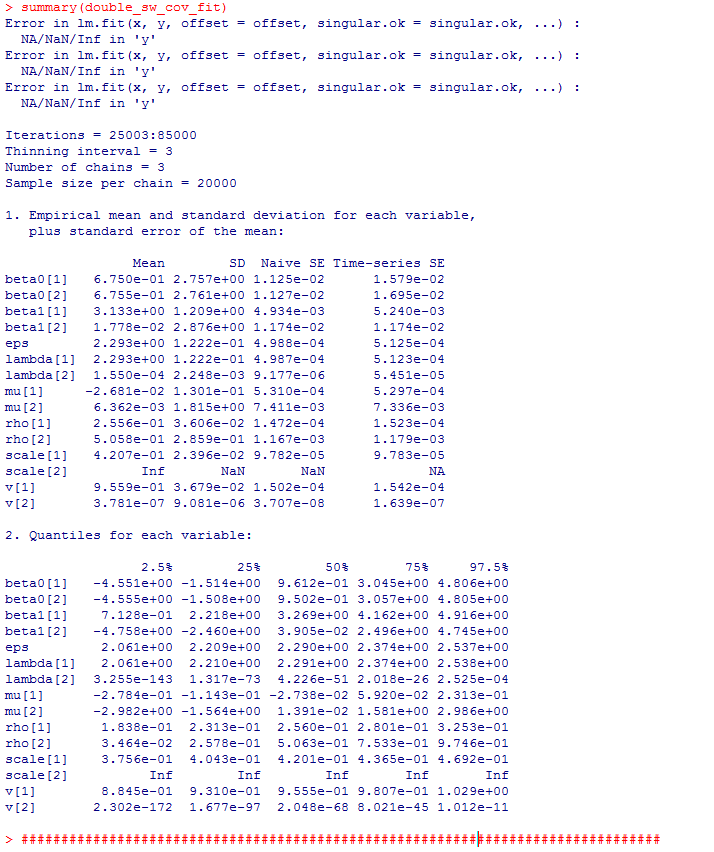 > summary(double_sw_cov_fit)
Error in lm.fit(x, y, offset = offset, singular.ok = singular.ok, ...) :
  NA/NaN/Inf in 'y'
Error in lm.fit(x, y, offset = offset, singular.ok = singular.ok, ...) :
  NA/NaN/Inf in 'y'
Error in lm.fit(x, y, offset = offset, singular.ok = singular.ok, ...) :
  NA/NaN/Inf in 'y'
Iterations = 25003:85000
Thinning interval = 3
Number of chains = 3
Sample size per chain = 20000
1. Empirical mean and standard deviation for each variable,
   plus standard error of the mean:
                Mean        SD  Naive SE Time-series SE
beta0[1]   6.750e-01 2.757e+00 1.125e-02      1.579e-02
beta0[2]   6.755e-01 2.761e+00 1.127e-02      1.695e-02
beta1[1]   3.133e+00 1.209e+00 4.934e-03      5.240e-03
beta1[2]   1.778e-02 2.876e+00 1.174e-02      1.174e-02
eps        2.293e+00 1.222e-01 4.988e-04      5.125e-04
lambda[1]  2.293e+00 1.222e-01 4.987e-04      5.123e-04
lambda[2]  1.550e-04 2.248e-03 9.177e-06      5.451e-05
mu[1]     -2.681e-02 1.301e-01 5.310e-04      5.297e-04
mu[2]      6.362e-03 1.815e+00 7.411e-03      7.336e-03
rho[1]     2.556e-01 3.606e-02 1.472e-04      1.523e-04
rho[2]     5.058e-01 2.859e-01 1.167e-03      1.179e-03
scale[1]   4.207e-01 2.396e-02 9.782e-05      9.783e-05
scale[2]         Inf       NaN       NaN             NA
v[1]       9.559e-01 3.679e-02 1.502e-04      1.542e-04
v[2]       3.781e-07 9.081e-06 3.707e-08      1.639e-07
2. Quantiles for each variable:
                 2.5%        25%        50%       75%     97.5%
beta0[1]   -4.551e+00 -1.514e+00  9.612e-01 3.045e+00 4.806e+00
beta0[2]   -4.555e+00 -1.508e+00  9.502e-01 3.057e+00 4.805e+00
beta1[1]    7.128e-01  2.218e+00  3.269e+00 4.162e+00 4.916e+00
beta1[2]   -4.758e+00 -2.460e+00  3.905e-02 2.496e+00 4.745e+00
eps         2.061e+00  2.209e+00  2.290e+00 2.374e+00 2.537e+00
lambda[1]   2.061e+00  2.210e+00  2.291e+00 2.374e+00 2.538e+00
lambda[2]  3.255e-143  1.317e-73  4.226e-51 2.018e-26 2.525e-04
mu[1]      -2.784e-01 -1.143e-01 -2.738e-02 5.920e-02 2.313e-01
mu[2]      -2.982e+00 -1.564e+00  1.391e-02 1.581e+00 2.986e+00
rho[1]      1.838e-01  2.313e-01  2.560e-01 2.801e-01 3.253e-01
rho[2]      3.464e-02  2.578e-01  5.063e-01 7.533e-01 9.746e-01
scale[1]    3.756e-01  4.043e-01  4.201e-01 4.365e-01 4.692e-01
scale[2]          Inf        Inf        Inf       Inf       Inf
v[1]        8.845e-01  9.310e-01  9.555e-01 9.807e-01 1.029e+00
v[2]       2.302e-172  1.677e-97  2.048e-68 8.021e-45 1.012e-11
> ################################################################################